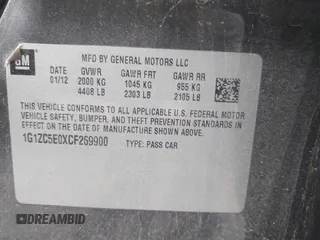 GM
MFD BY GENERAL MOTORS LLC
DATE GVWR GAWR FRT GAWR RR
01/12 2000 KG 1045 KG 955 KG
4408 LB 2303 LB 2105 LB
THIS VEHICLE CONFORMS TO ALL APPLICABLE U.S. FEDERAL MOTOR
VEHICLE SAFETY, BUMPER, AND THEFT PREVENTION STANDARDS IN
EFFECT ON THE DATE OF MANUFACTURE SHOWN ABOVE.
1G1ZC5E0XCF269900 TYPE: PASS CAR
© DREAMBID